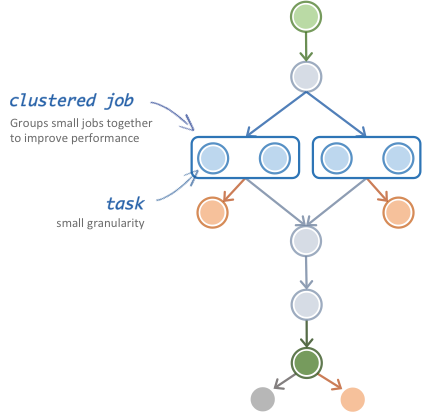 clustered job
Groups small jobs together
to improve performance
task
small granularity